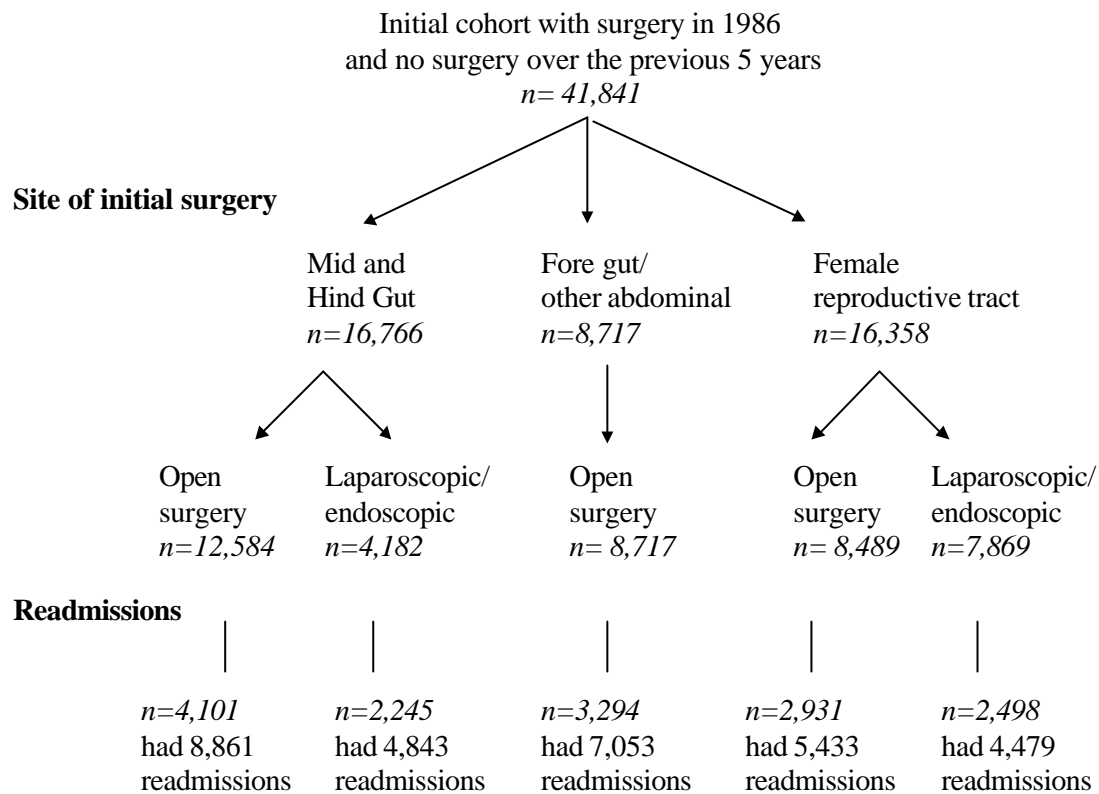 Initial cohort with surgery in 1986
and no surgery over the previous 5 years
n= 41,841
Site of initial surgery
Mid and
Hind Gut
n=16,766
Fore gut/
other abdominal
n=8,717
Female
reproductive tract
n=16,358
Open
surgery
n=12,584
Laparoscopic/
endoscopic
n=4,182
Open
surgery
n= 8,717
Open
surgery
n= 8,489
Laparoscopic/
endoscopic
n=7,869
Readmissions
n=4,101
had 8,861
readmissions
n=2,245
had 4,843
readmissions
n=3,294
had 7,053
readmissions
n=2,931
had 5,433
readmissions
n=2,498
had 4,479
readmissions